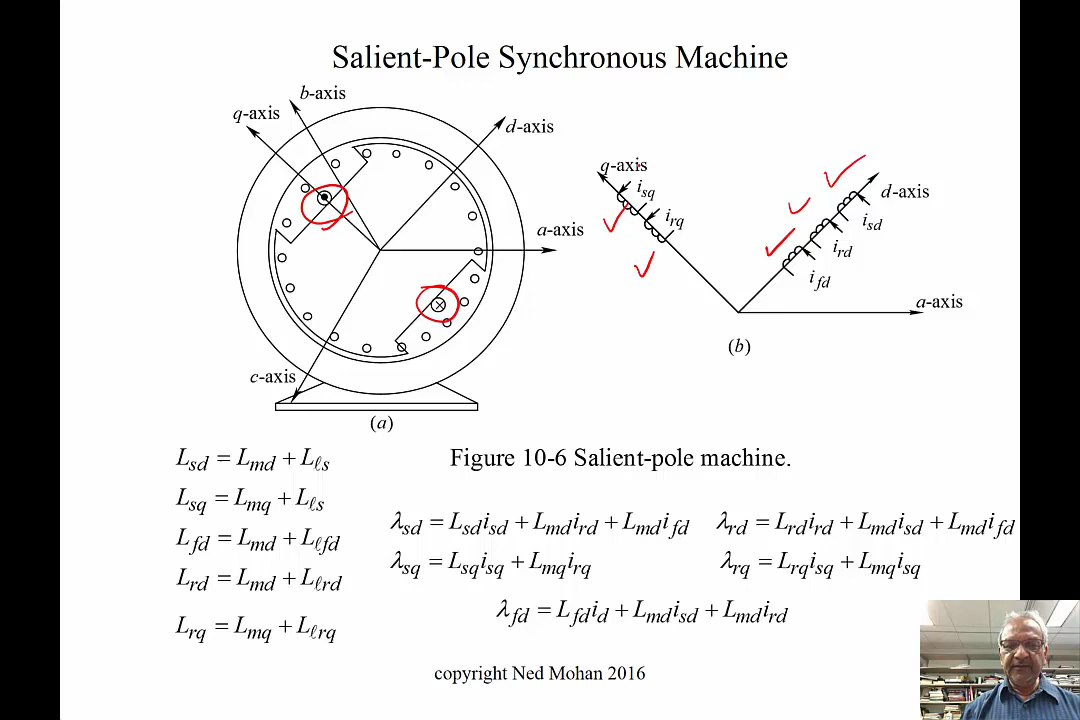 Salient-Pole Synchronous Machine
b-axis
q-axis
d-axis
a-axis
c-axis
(a)
q-axis
i_sq
i_rq
d-axis
i_sd
i_rd
i_fd
a-axis
(b)
Figure 10-6 Salient-pole machine.
L_sd = L_md + L_ℓs
L_sq = L_mq + L_ℓs
L_fd = L_md + L_ℓfd
L_rd = L_md + L_ℓrd
L_rq = L_mq + L_ℓrq
λ_sd = L_sd i_sd + L_md i_rd + L_md i_fd
λ_rd = L_rd i_rd + L_md i_sd + L_md i_fd
λ_sq = L_sq i_sq + L_mq i_rq
λ_rq = L_rq i_sq + L_mq i_sq
λ_fd = L_fd i_d + L_md i_sd + L_md i_rd
copyright Ned Mohan 2016